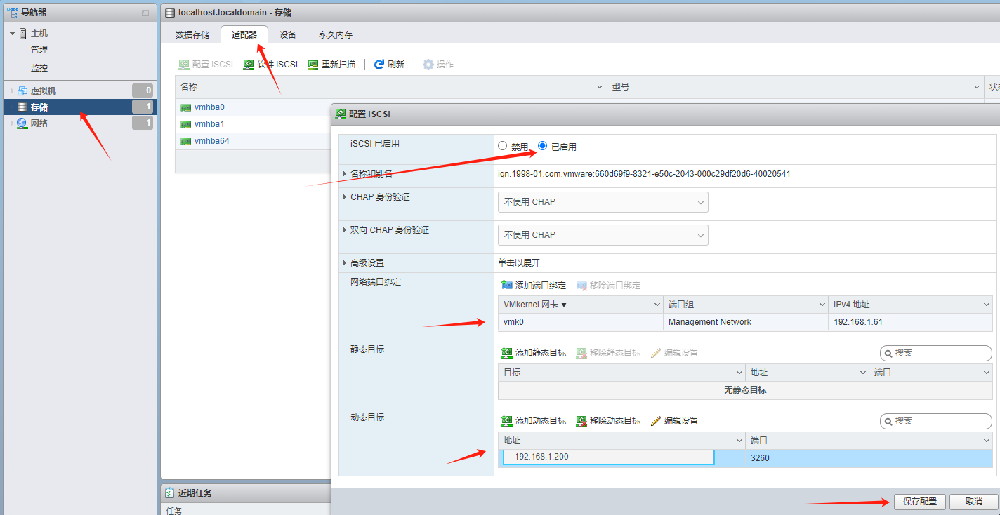 导航器
主机
管理
监控
虚拟机 0
存储 1
网络 1
localhost.localdomain - 存储
数据存储 适配器 设备 永久内存
配置 iSCSI 软件 iSCSI 重新扫描 刷新 操作
名称 型号
vmhba0
vmhba1
vmhba64
配置 iSCSI
iSCSI 已启用 禁用 已启用
名称和别名 iqn.1998-01.com.vmware:660d69f9-8321-e50c-2043-000c29df20d6-40020541
CHAP 身份验证 不使用 CHAP
双向 CHAP 身份验证 不使用 CHAP
高级设置 单击以展开
网络端口绑定 添加端口绑定 移除端口绑定
VMkernel 网卡 端口组 IPv4 地址
vmk0 Management Network 192.168.1.61
静态目标 添加静态目标 移除静态目标 编辑设置 搜索
目标 地址 端口
无静态目标
动态目标 添加动态目标 移除动态目标 编辑设置 搜索
地址 端口
192.168.1.200 3260
保存配置 取消
近期任务
任务